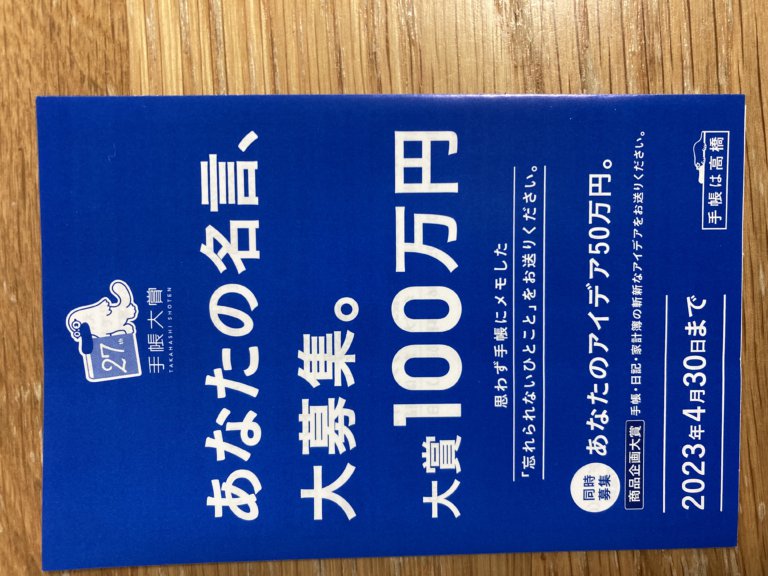 27th
手帳大賞
TAKAHASHI SHOTEN
あなたの名言、
大募集。
大賞100万円
思わず手帳にメモした
「忘れられないひとこと」をお送りください。
同時
募集
あなたのアイデア50万円。
商品企画大賞 手帳・日記・家計簿の斬新なアイデアをお送りください。
2023年4月30日まで
手帳は高橋